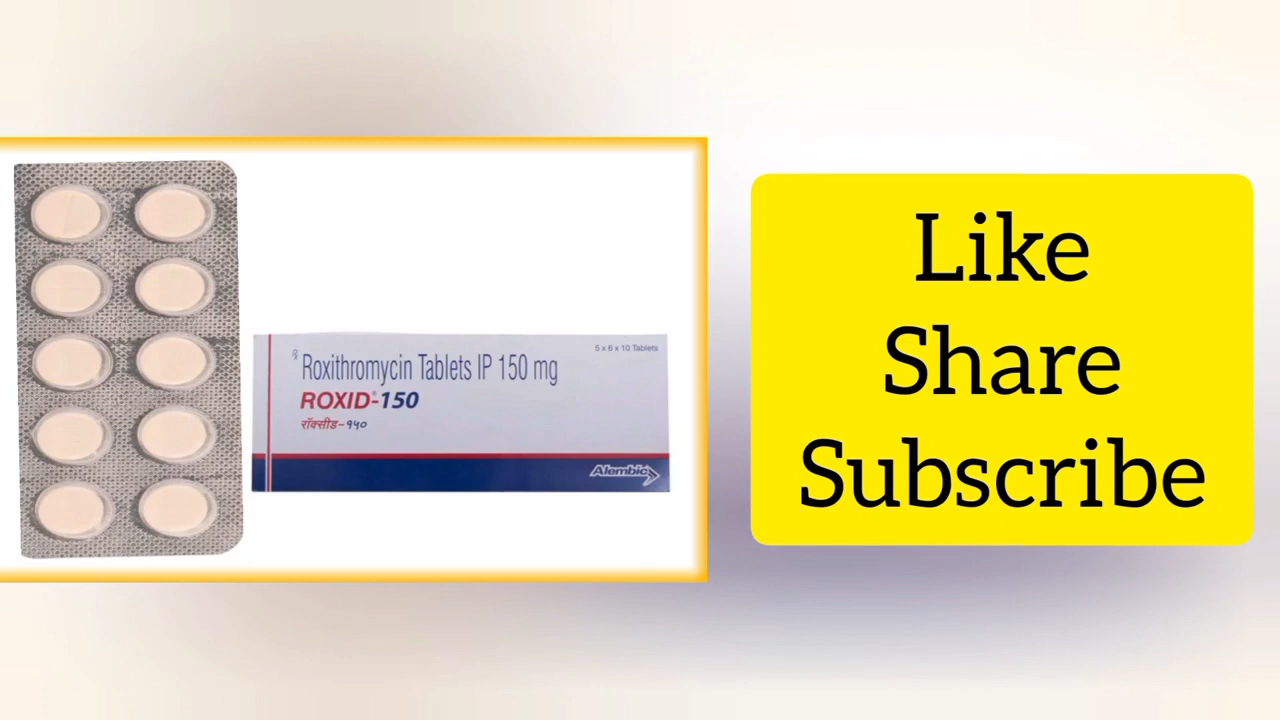 Roxithromycin Tablets IP 150 mg
5 x 6 x 10 Tablets
ROXID®-150
रॉक्सीड-१५०
Alembic
Like
Share
Subscribe